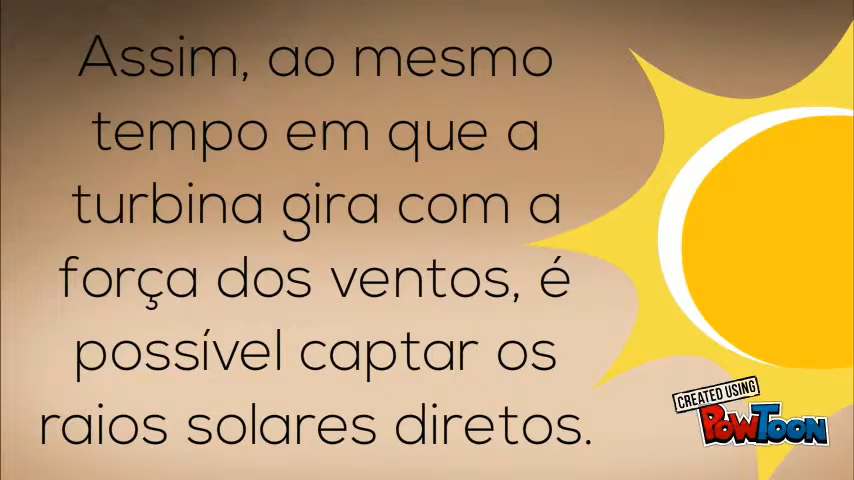 Assim, ao mesmo
tempo em que a
turbina gira com a
força dos ventos, é
possível captar os
raios solares diretos.
CREATED USING
POWTOON